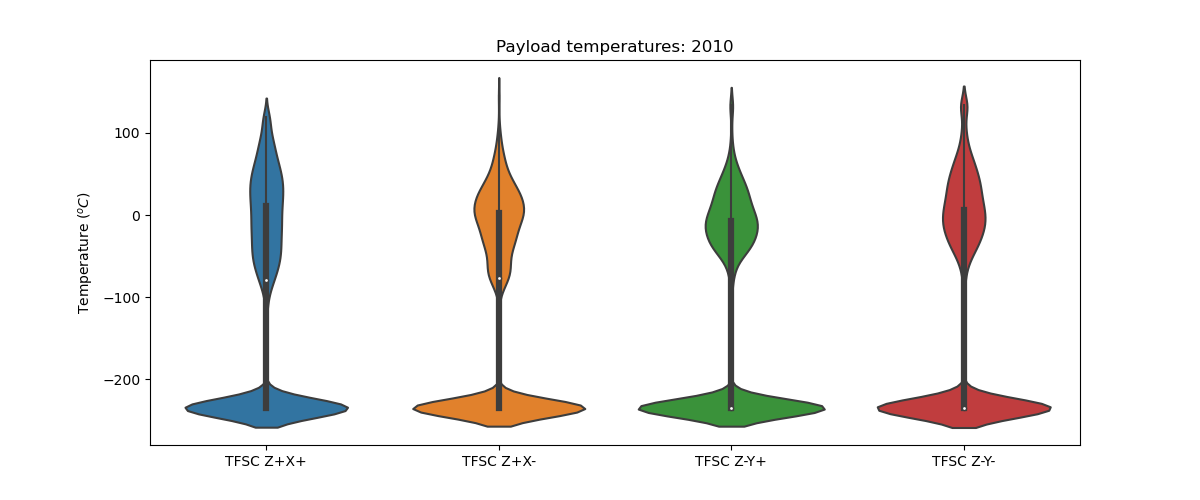 Payload temperatures: 2010
Temperature (°C)
100
0
−100
−200
TFSC Z+X+
TFSC Z+X-
TFSC Z-Y+
TFSC Z-Y-